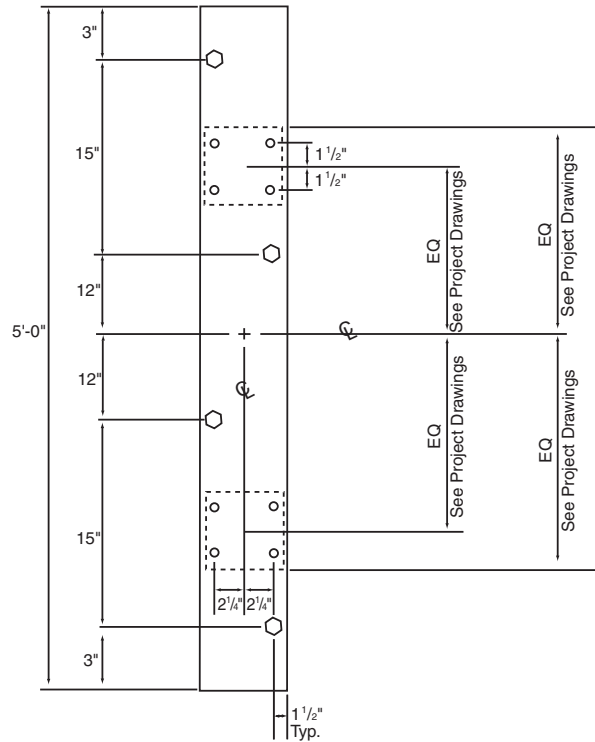 3"
15"
1 1/2"
1 1/2"
EQ
See Project Drawings
EQ
See Project Drawings
12"
5'-0"
℄
12"
℄
EQ
See Project Drawings
EQ
See Project Drawings
15"
2 1/4"
2 1/4"
3"
1 1/2"
Typ.